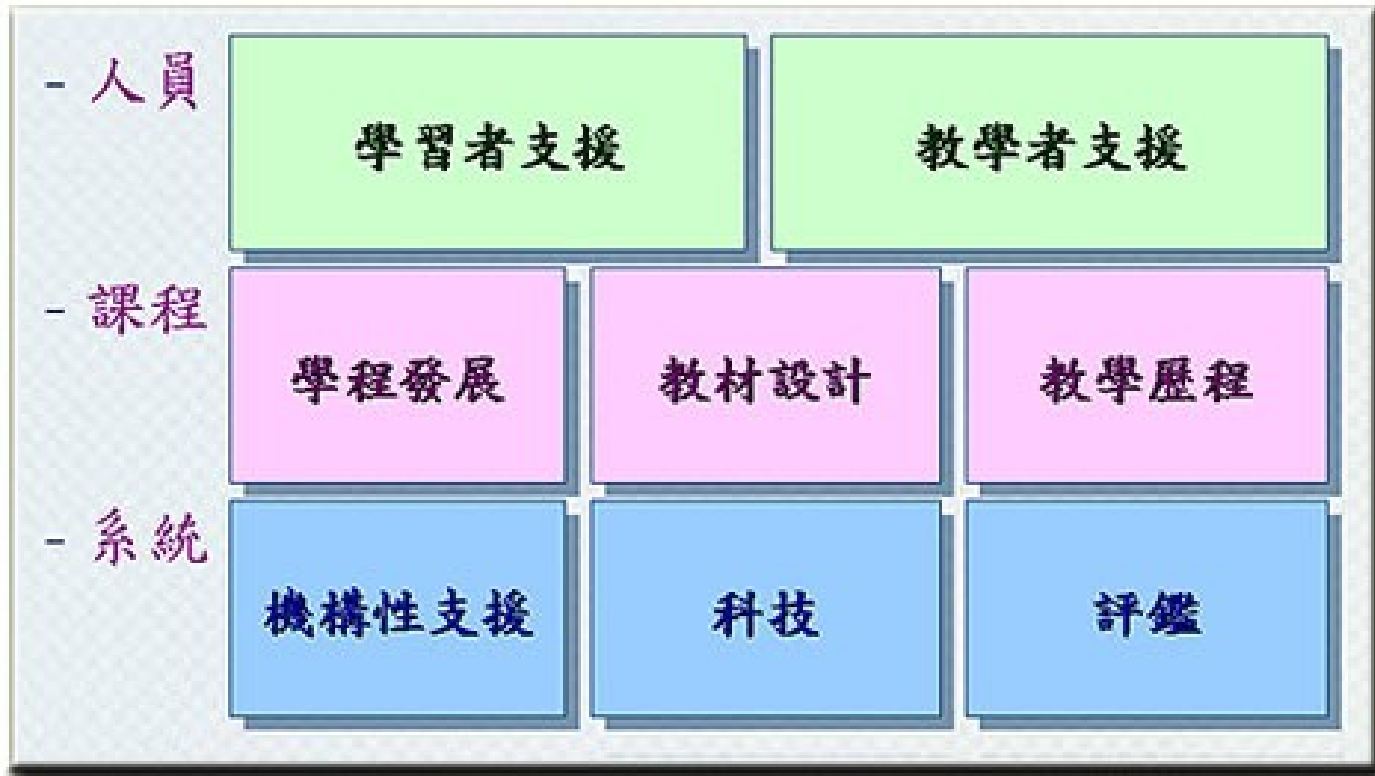 - 人員
學習者支援
教學者支援
- 課程
學程發展
教材設計
教學歷程
- 系統
機構性支援
科技
評鑑